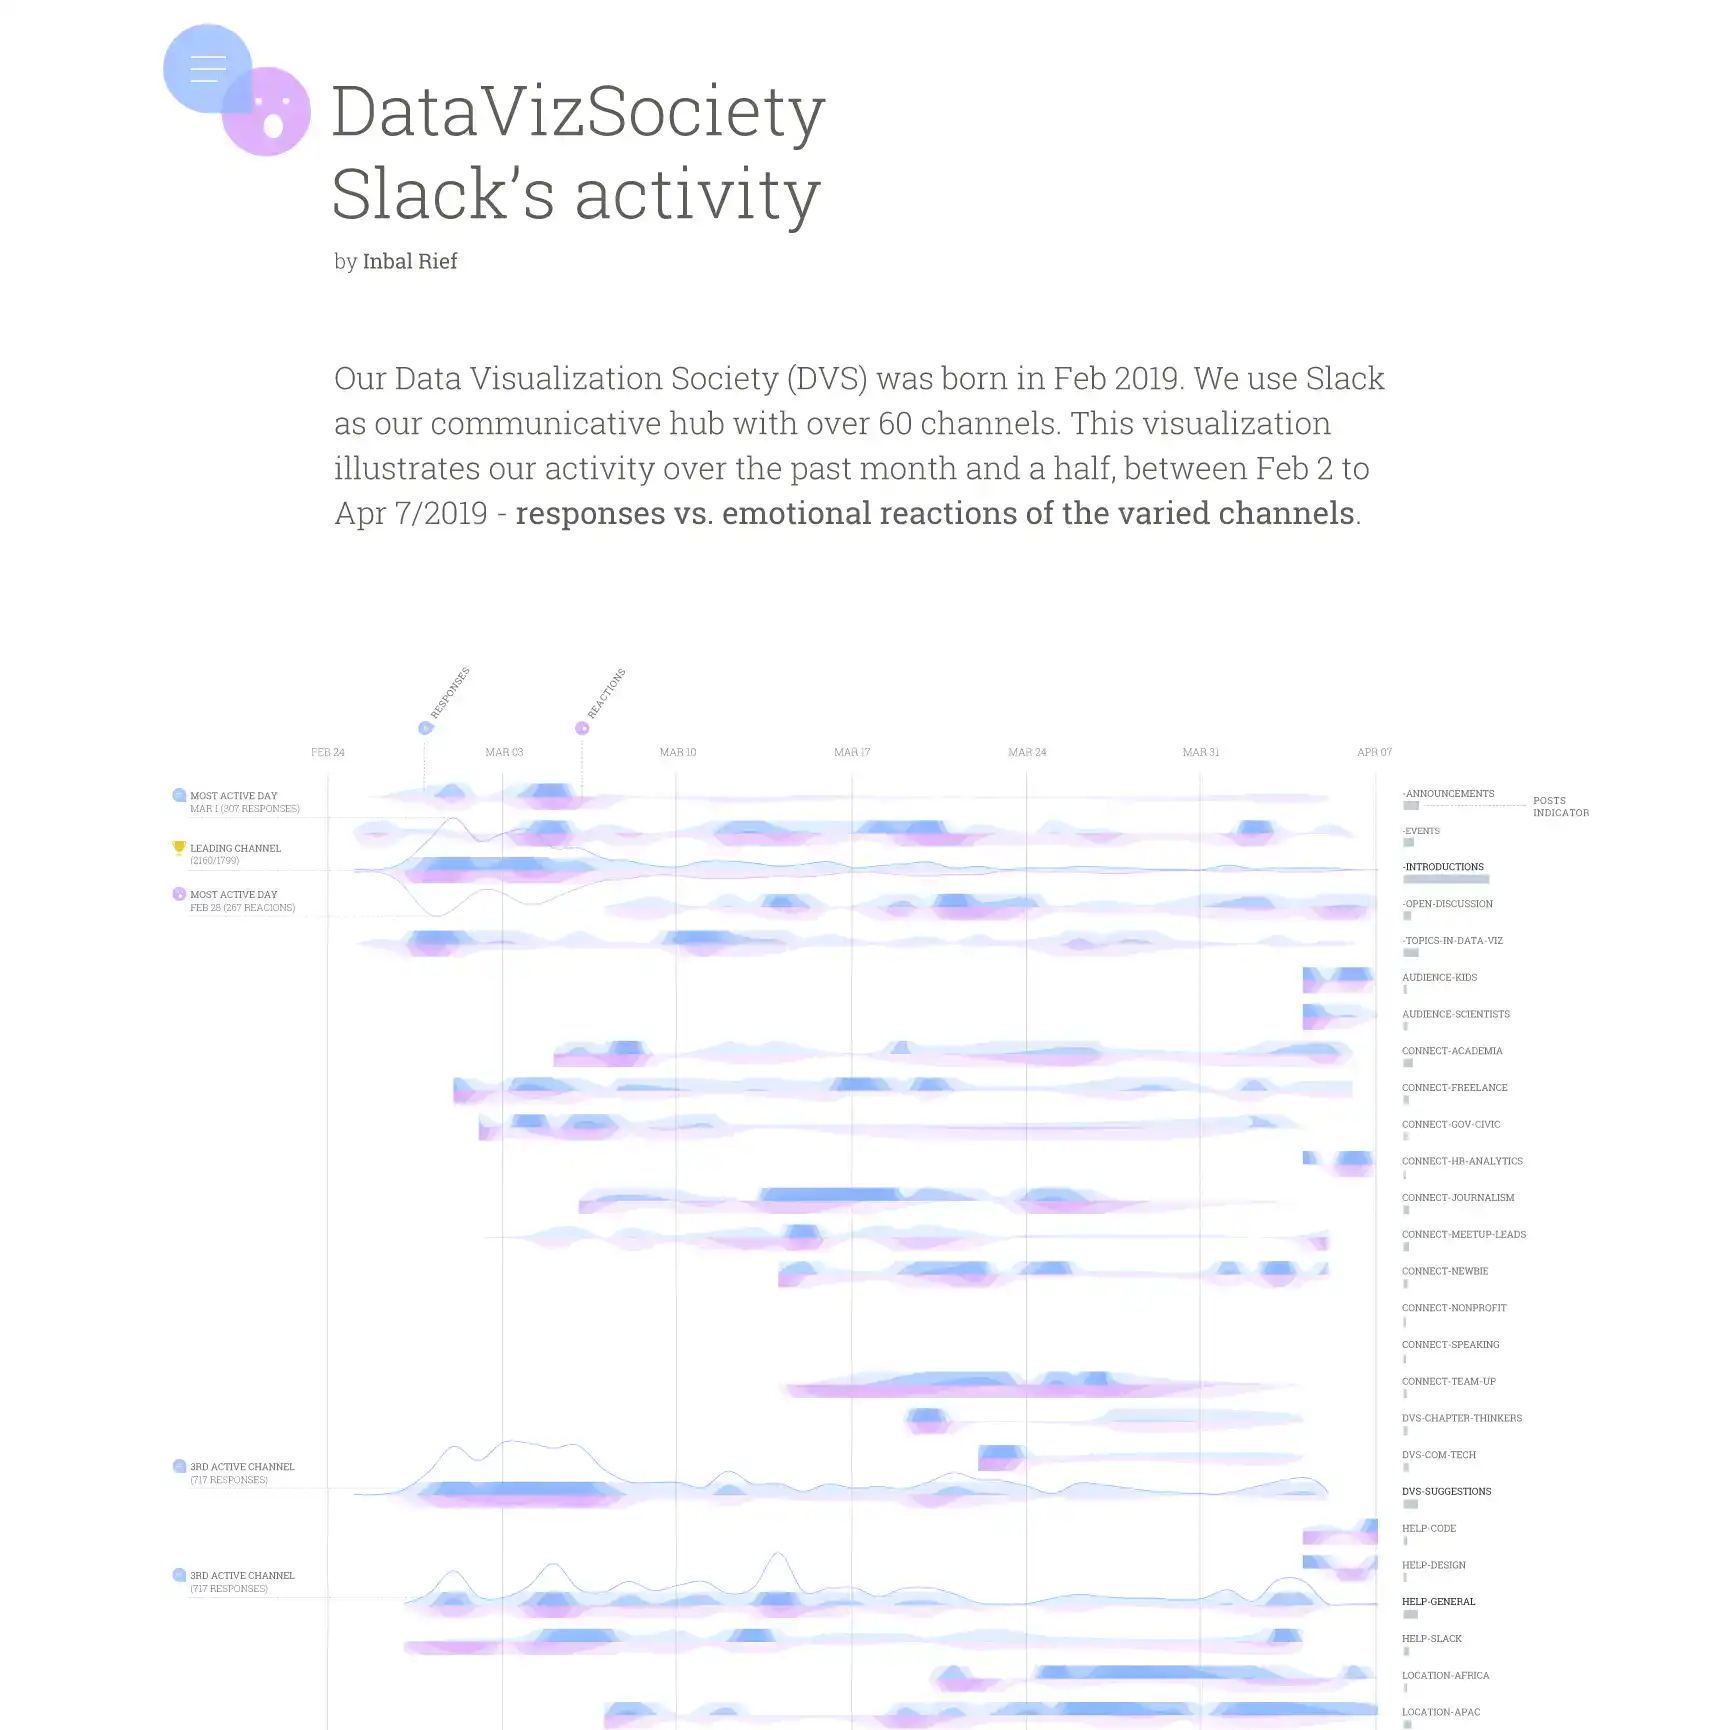 DataVizSociety
Slack's activity
by Inbal Rief
Our Data Visualization Society (DVS) was born in Feb 2019. We use Slack
as our communicative hub with over 60 channels. This visualization
illustrates our activity over the past month and a half, between Feb 2 to
Apr 7/2019 - responses vs. emotional reactions of the varied channels.
RESPONSES
REACTIONS
FEB 24
MAR 03
MAR 10
MAR 17
MAR 24
MAR 31
APR 07
MOST ACTIVE DAY
MAR 1 (307 RESPONSES)
LEADING CHANNEL
(2160/1799)
MOST ACTIVE DAY
FEB 28 (267 REACIONS)
3RD ACTIVE CHANNEL
(717 RESPONSES)
3RD ACTIVE CHANNEL
(717 RESPONSES)
-ANNOUNCEMENTS
POSTS
INDICATOR
-EVENTS
-INTRODUCTIONS
-OPEN-DISCUSSION
-TOPICS-IN-DATA-VIZ
AUDIENCE-KIDS
AUDIENCE-SCIENTISTS
CONNECT-ACADEMIA
CONNECT-FREELANCE
CONNECT-GOV-CIVIC
CONNECT-HR-ANALYTICS
CONNECT-JOURNALISM
CONNECT-MEETUP-LEADS
CONNECT-NEWBIE
CONNECT-NONPROFIT
CONNECT-SPEAKING
CONNECT-TEAM-UP
DVS-CHAPTER-THINKERS
DVS-COM-TECH
DVS-SUGGESTIONS
HELP-CODE
HELP-DESIGN
HELP-GENERAL
HELP-SLACK
LOCATION-AFRICA
LOCATION-APAC